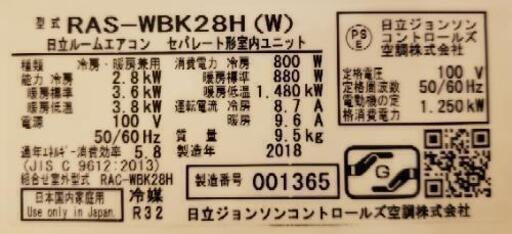 型式 RAS-WBK28H(W)
日立ルームエアコン セパレート形室内ユニット
種類 冷房・暖房兼用
能力 冷房 2.8 kW
暖房標準 3.6 kW
暖房低温 3.8 kW
電源 100 V
50/60 Hz
通年エネルギー消費効率 5.8
(JIS C 9612:2013)
組合せ室外型式 RAC-WBK28H
日本国内家庭用
Use only in Japan.
冷媒
R32
消費電力 冷房 800 W
暖房標準 880 W
暖房低温 1.480 kW
運転電流 冷房 8.7 A
暖房 9.6 A
質量 9.5 kg
製造年 2018
製造番号 001365
PSE
日立ジョンソン
コントロールズ
空調株式会社
定格電圧 100 V
定格周波数 50/60 Hz
電動機の定格消費電力 1.250 kW
G
日立ジョンソンコントロールズ空調株式会社